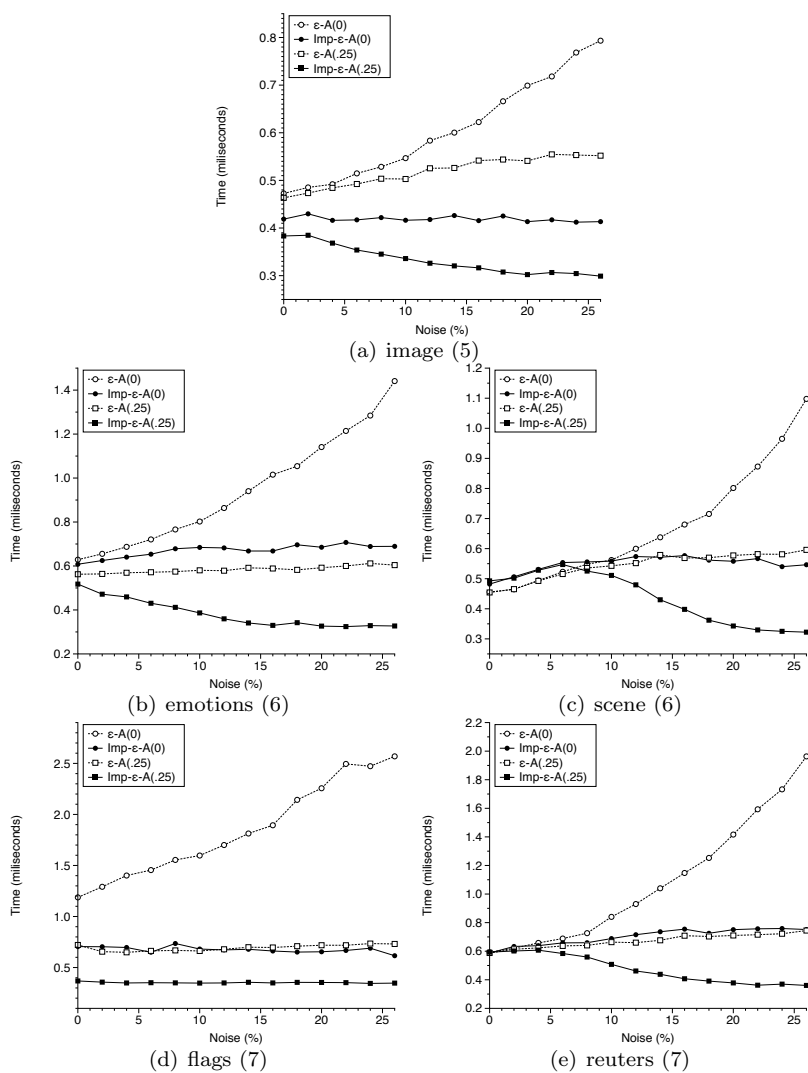 ε-A(0)
Imp-ε-A(0)
ε-A(.25)
Imp-ε-A(.25)
Time (miliseconds)
0.8
0.7
0.6
0.5
0.4
0.3
0 5 10 15 20 25
Noise (%)
(a) image (5)
ε-A(0)
Imp-ε-A(0)
ε-A(.25)
Imp-ε-A(.25)
Time (miliseconds)
1.4
1.2
1.0
0.8
0.6
0.4
0.2
0 5 10 15 20 25
Noise (%)
(b) emotions (6)
ε-A(0)
Imp-ε-A(0)
ε-A(.25)
Imp-ε-A(.25)
Time (miliseconds)
1.2
1.1
1.0
0.9
0.8
0.7
0.6
0.5
0.4
0.3
0 5 10 15 20 25
Noise (%)
(c) scene (6)
ε-A(0)
Imp-ε-A(0)
ε-A(.25)
Imp-ε-A(.25)
Time (miliseconds)
2.5
2.0
1.5
1.0
0.5
0 5 10 15 20 25
Noise (%)
(d) flags (7)
ε-A(0)
Imp-ε-A(0)
ε-A(.25)
Imp-ε-A(.25)
Time (miliseconds)
2.2
2.0
1.8
1.6
1.4
1.2
1.0
0.8
0.6
0.4
0.2
0 5 10 15 20 25
Noise (%)
(e) reuters (7)